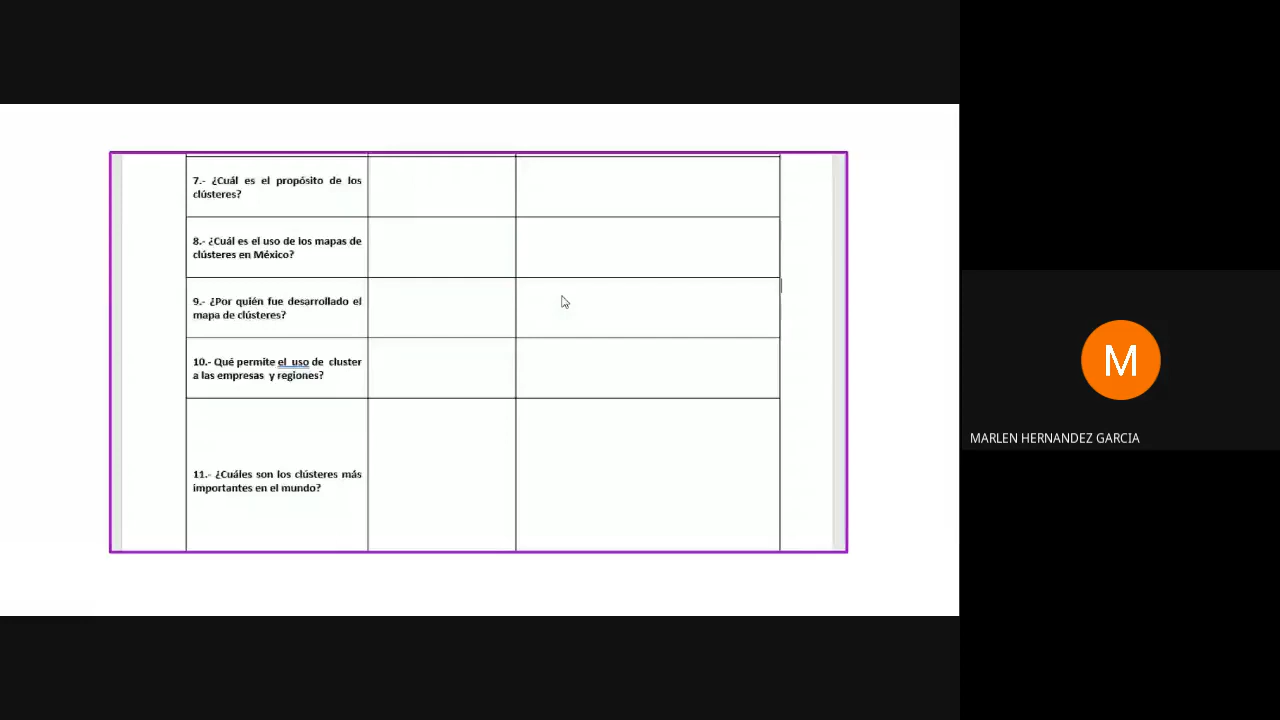 7.- ¿Cuál es el propósito de los
clústeres?
8.- ¿Cuál es el uso de los mapas de
clústeres en México?
9.- ¿Por quién fue desarrollado el
mapa de clústeres?
10.- Qué permite el uso de cluster
a las empresas y regiones?
11.- ¿Cuáles son los clústeres más
importantes en el mundo?
M
MARLEN HERNANDEZ GARCIA